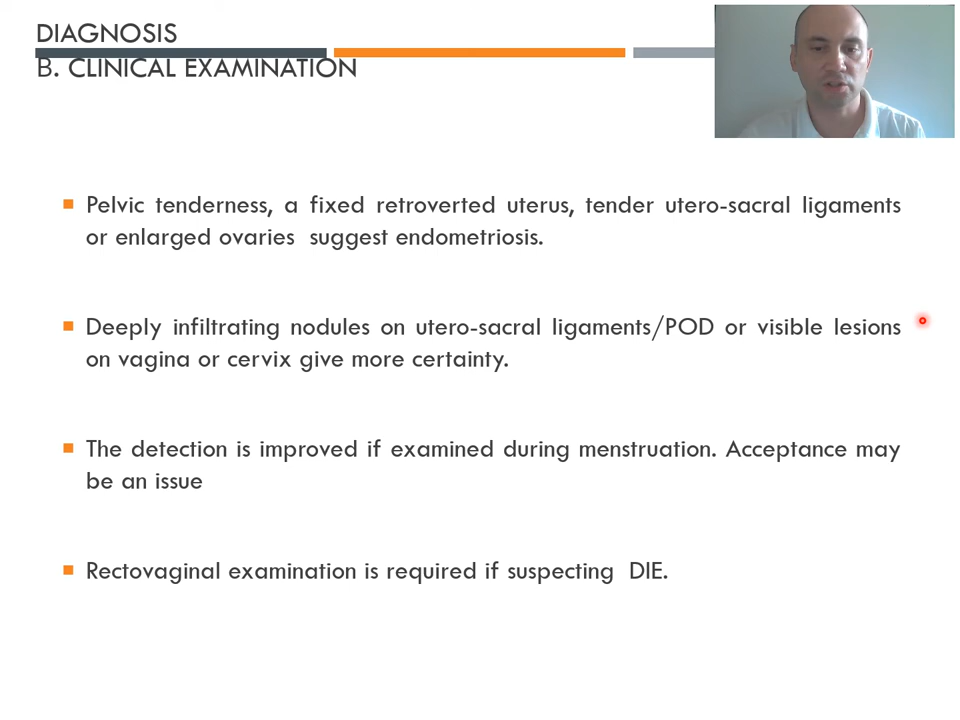 DIAGNOSIS
B. CLINICAL EXAMINATION
Pelvic tenderness, a fixed retroverted uterus, tender utero-sacral ligaments
or enlarged ovaries suggest endometriosis.
Deeply infiltrating nodules on utero-sacral ligaments/POD or visible lesions
on vagina or cervix give more certainty.
The detection is improved if examined during menstruation. Acceptance may
be an issue
Rectovaginal examination is required if suspecting DIE.